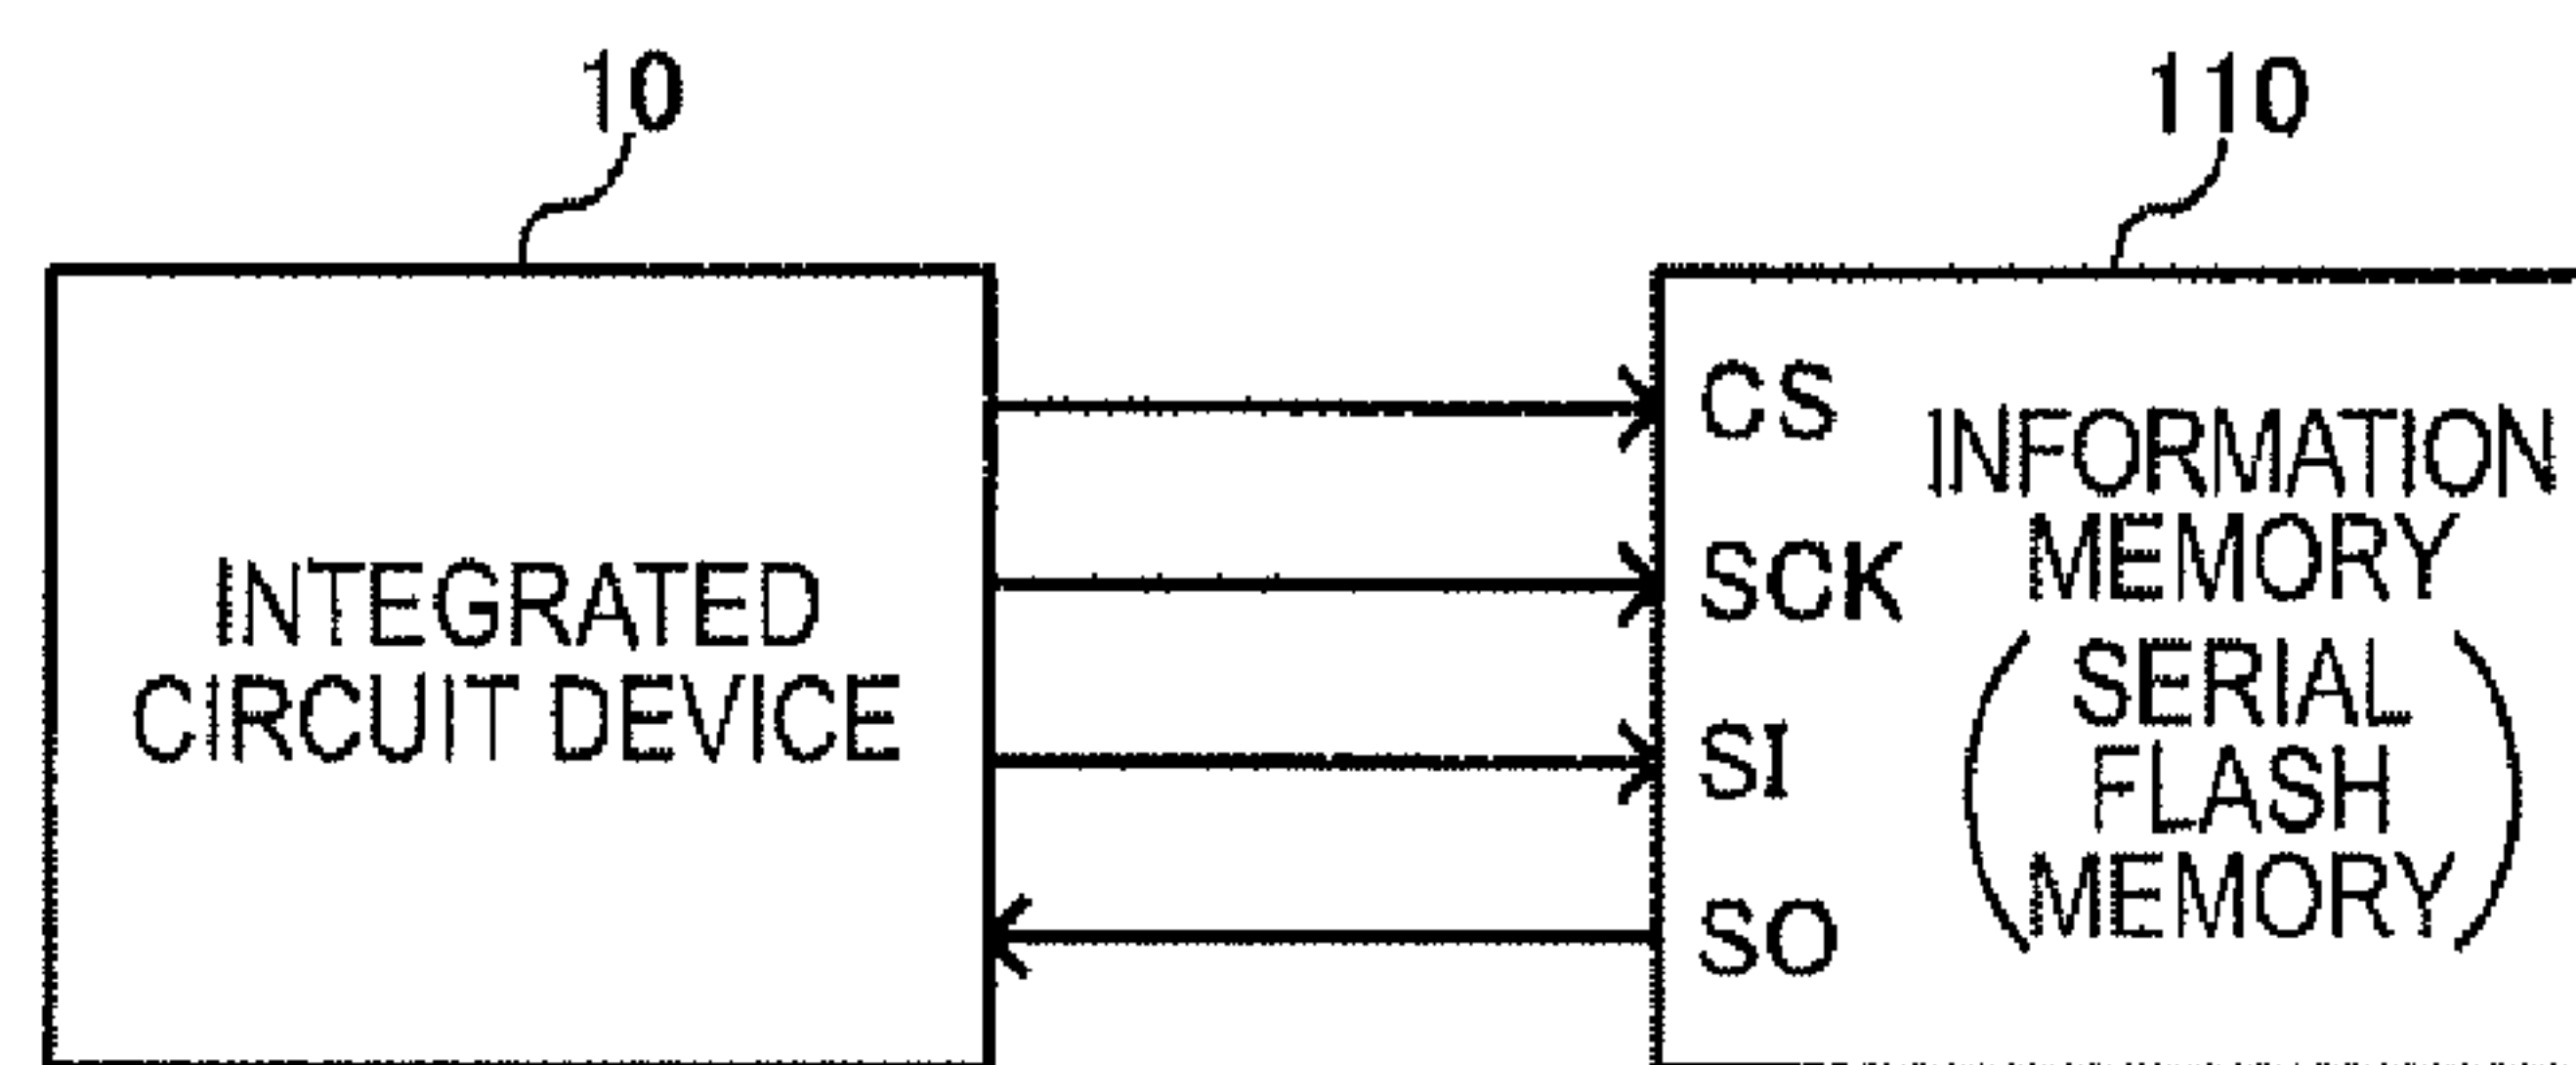 10
110
INTEGRATED
CIRCUIT DEVICE
CS
SCK
SI
SO
INFORMATION
MEMORY
(SERIAL
FLASH
MEMORY)